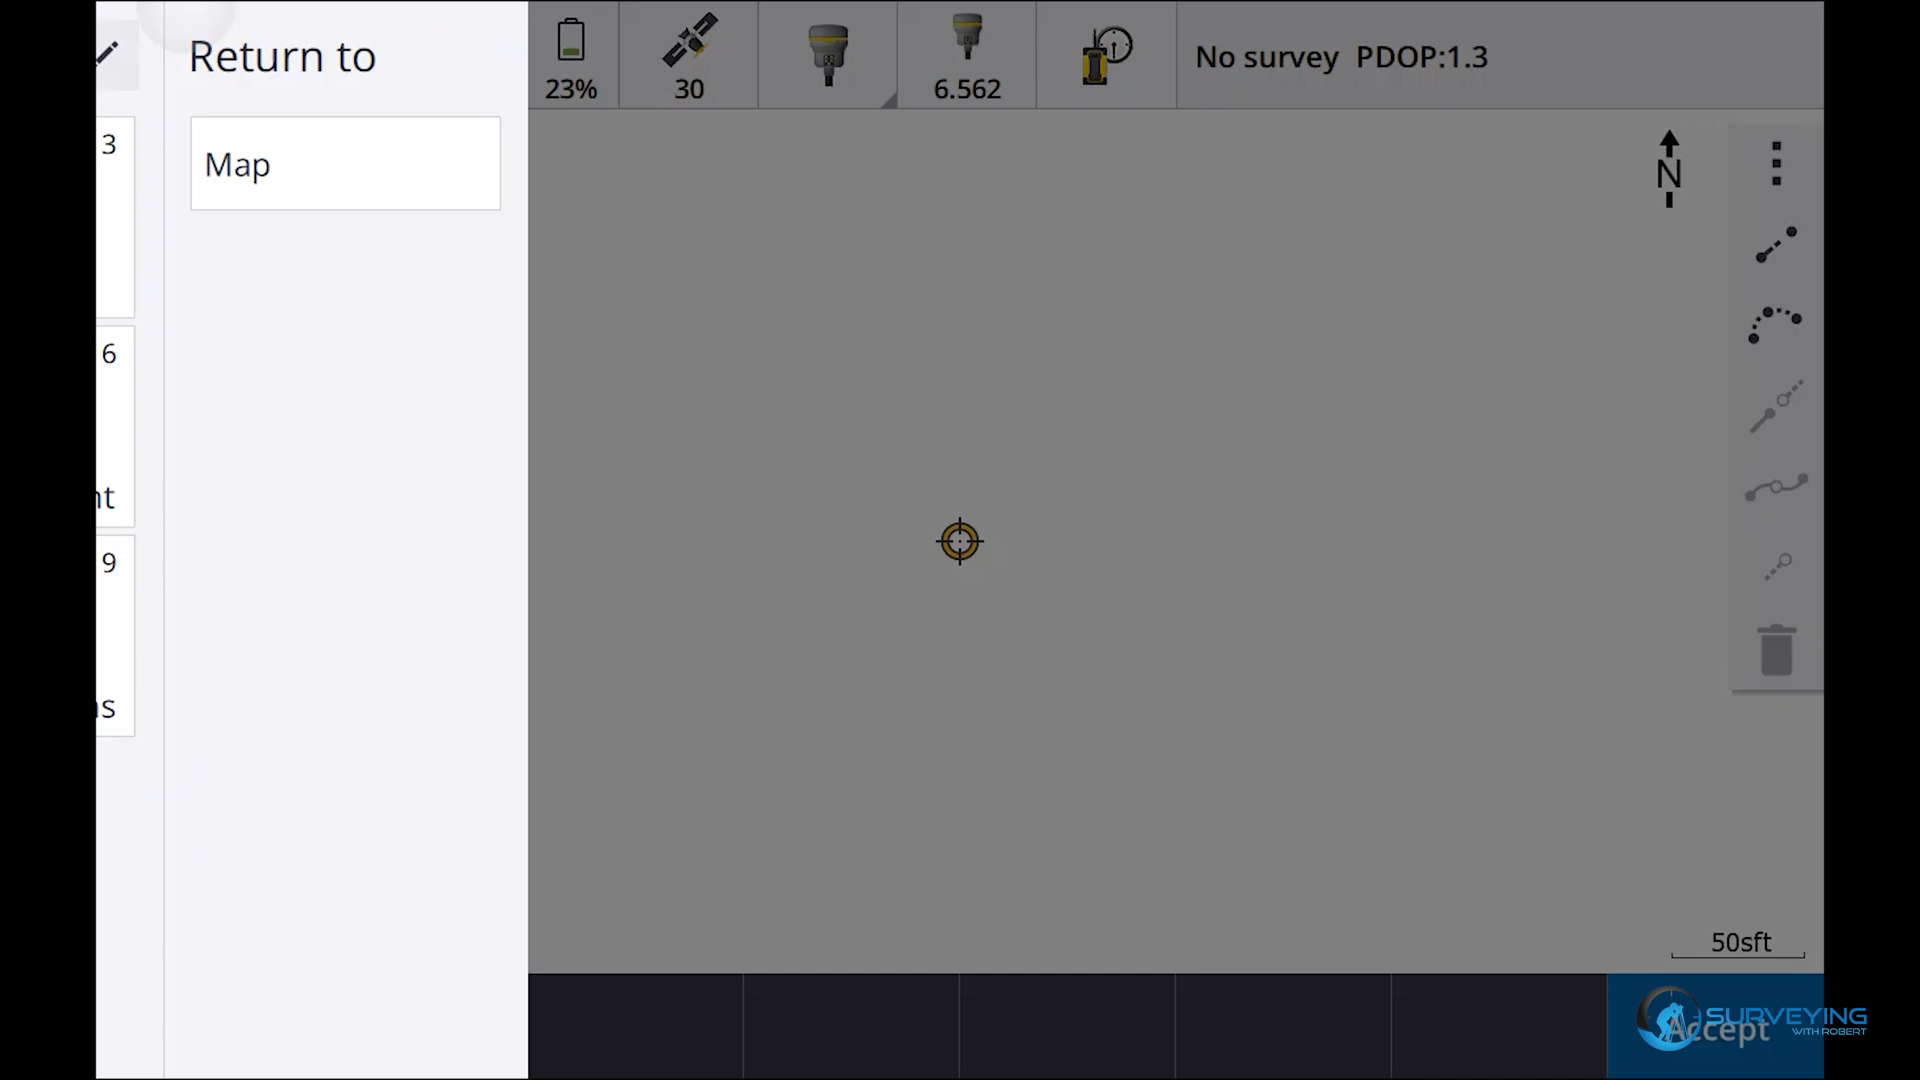 Return to
Map
3
6
nt
9
ns
23%
30
6.562
No survey PDOP:1.3
N
50sft
Accept
SURVEYING
WITH ROBERT